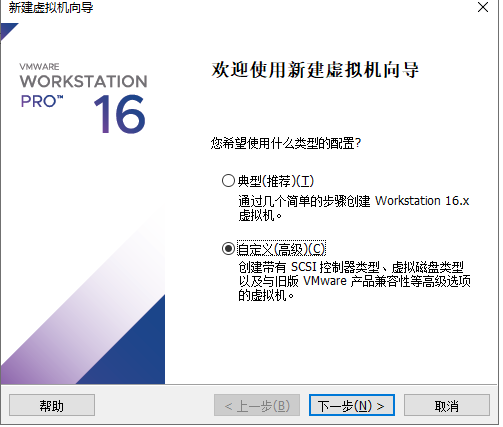 新建虚拟机向导
VMWARE
WORKSTATION
PRO™ 16
欢迎使用新建虚拟机向导
您希望使用什么类型的配置?
典型(推荐)(T)
通过几个简单的步骤创建 Workstation 16.x
虚拟机。
自定义(高级)(C)
创建带有 SCSI 控制器类型、虚拟磁盘类型
以及与旧版 VMware 产品兼容性等高级选项
的虚拟机。
帮助
< 上一步(B)
下一步(N) >
取消